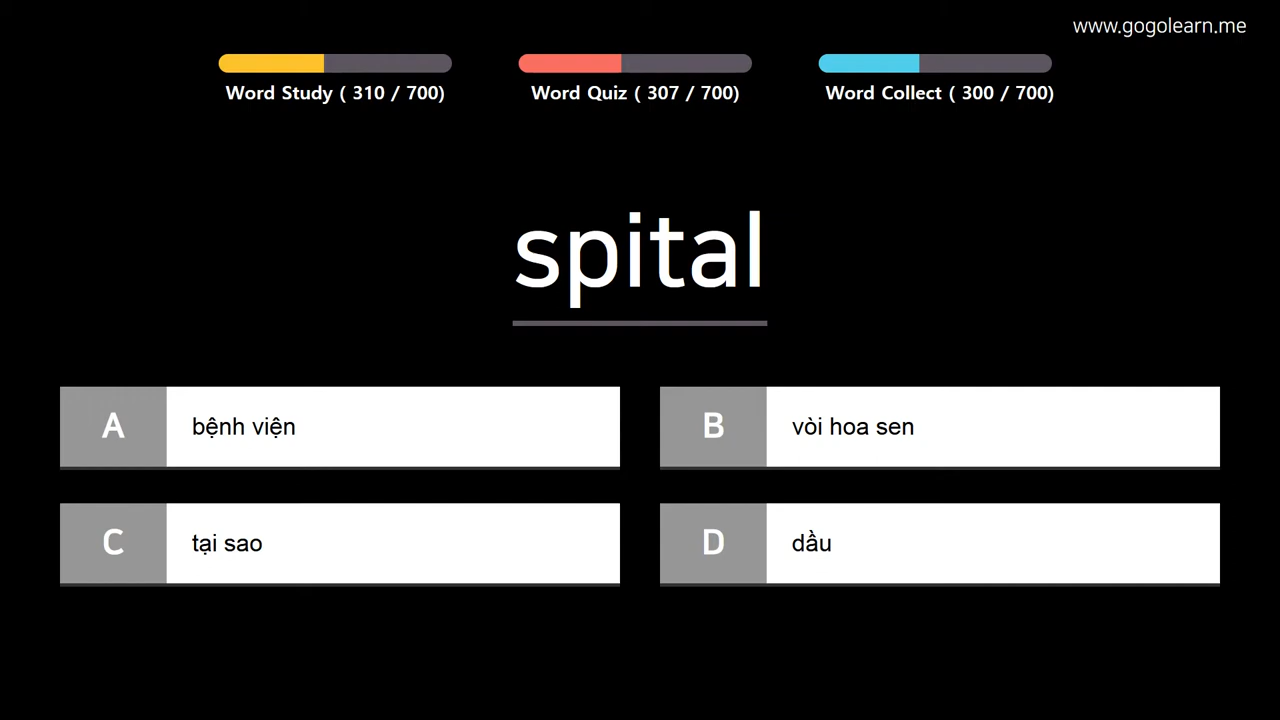 www.gogolearn.me
Word Study ( 310 / 700)
Word Quiz ( 307 / 700)
Word Collect ( 300 / 700)
spital
A bệnh viện
B vòi hoa sen
C tại sao
D dầu